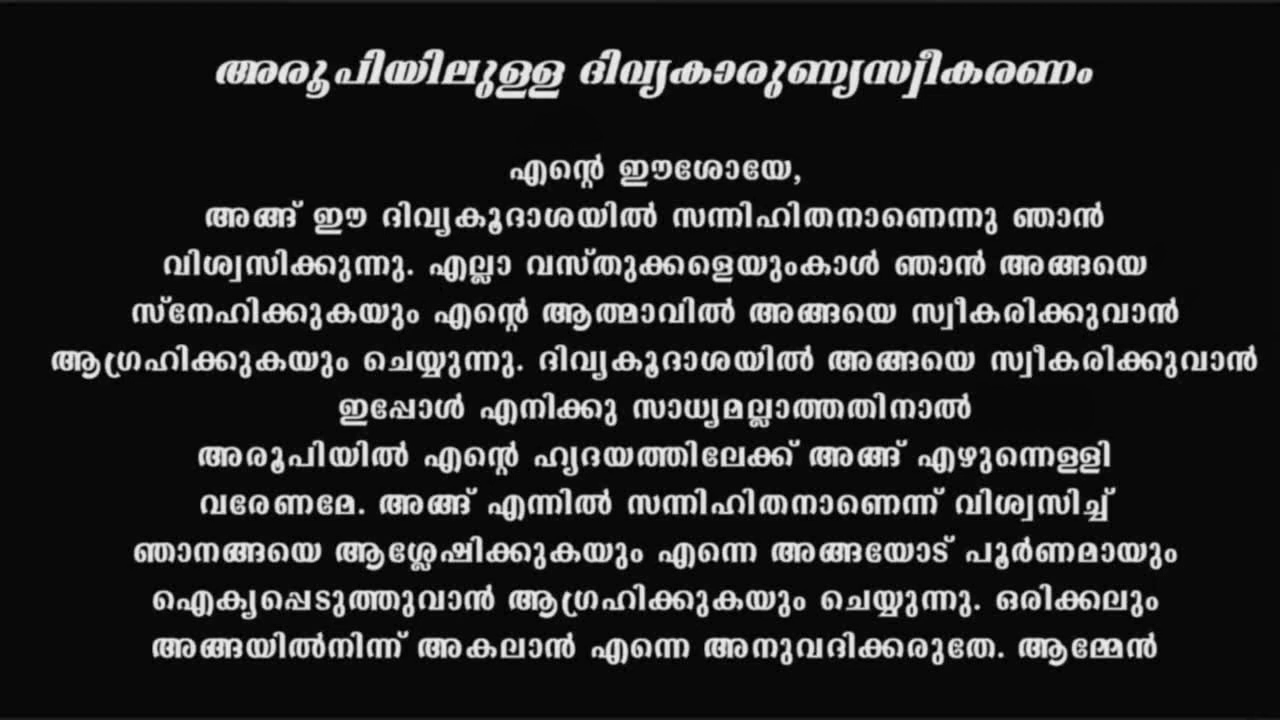 അരൂപിയിലുള്ള ദിവ്യകാരുണ്യസ്വീകരണം
എന്റെ ഈശോയേ,
അങ്ങ് ഈ ദിവ്യകൂദാശയിൽ സന്നിഹിതനാണെന്നു ഞാൻ
വിശ്വസിക്കുന്നു. എല്ലാ വസ്തുക്കളെയുംകാൾ ഞാൻ അങ്ങയെ
സ്നേഹിക്കുകയും എന്റെ ആത്മാവിൽ അങ്ങയെ സ്വീകരിക്കുവാൻ
ആഗ്രഹിക്കുകയും ചെയ്യുന്നു. ദിവ്യകൂദാശയിൽ അങ്ങയെ സ്വീകരിക്കുവാൻ
ഇപ്പോൾ എനിക്കു സാധ്യമല്ലാത്തതിനാൽ
അരൂപിയിൽ എന്റെ ഹൃദയത്തിലേക്ക് അങ്ങ് എഴുന്നെള്ളി
വരേണമേ. അങ്ങ് എന്നിൽ സന്നിഹിതനാണെന്ന് വിശ്വസിച്ച്
ഞാനങ്ങയെ ആശ്ലേഷിക്കുകയും എന്നെ അങ്ങയോട് പൂർണമായും
ഐക്യപ്പെടുത്തുവാൻ ആഗ്രഹിക്കുകയും ചെയ്യുന്നു. ഒരിക്കലും
അങ്ങയിൽനിന്ന് അകലാൻ എന്നെ അനുവദിക്കരുതേ. ആമ്മേൻ